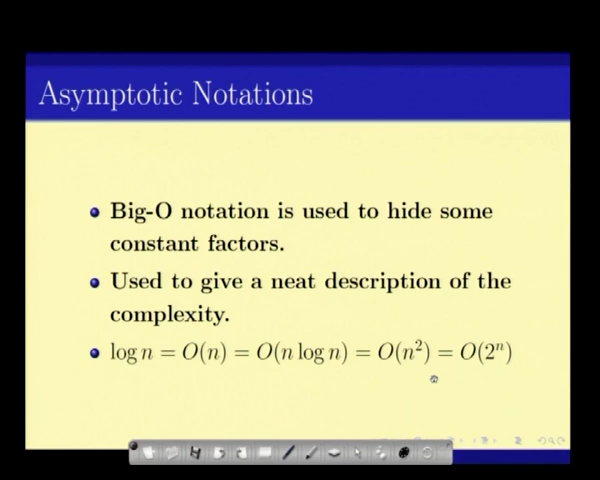 Asymptotic Notations
Big-O notation is used to hide some
constant factors.
Used to give a neat description of the
complexity.
log n = O(n) = O(n log n) = O(n²) = O(2ⁿ)